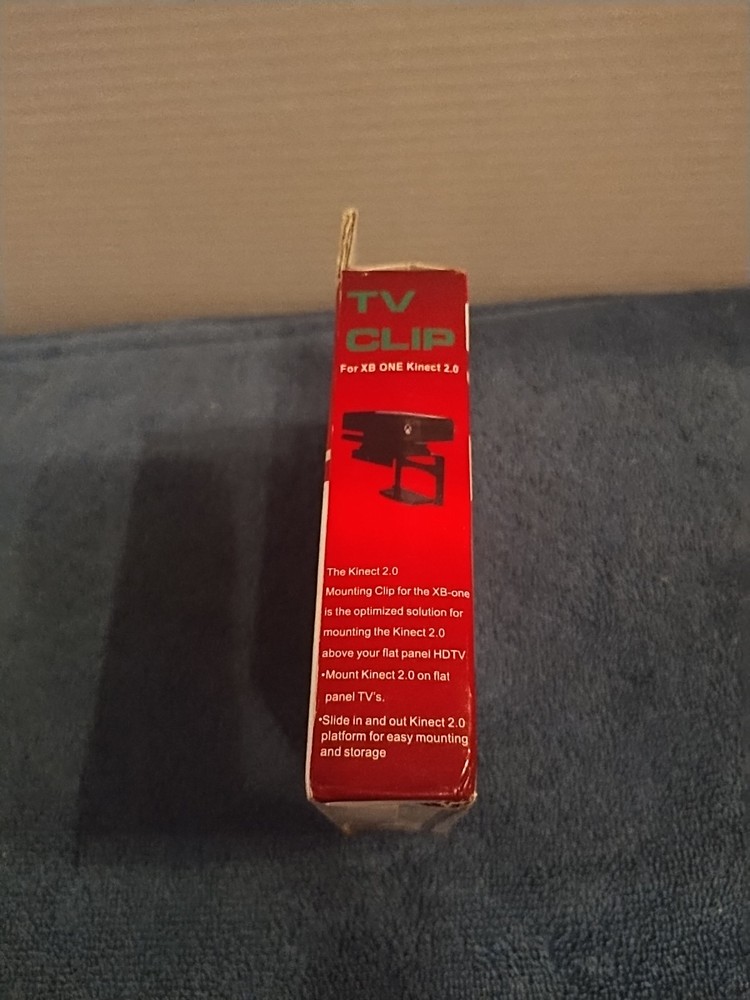 TV
CLIP
For XB ONE Kinect 2.0
The Kinect 2.0
Mounting Clip for the XB-one
is the optimized solution for
mounting the Kinect 2.0
above your flat panel HDTV
•Mount Kinect 2.0 on flat
panel TV's.
•Slide in and out Kinect 2.0
platform for easy mounting
and storage